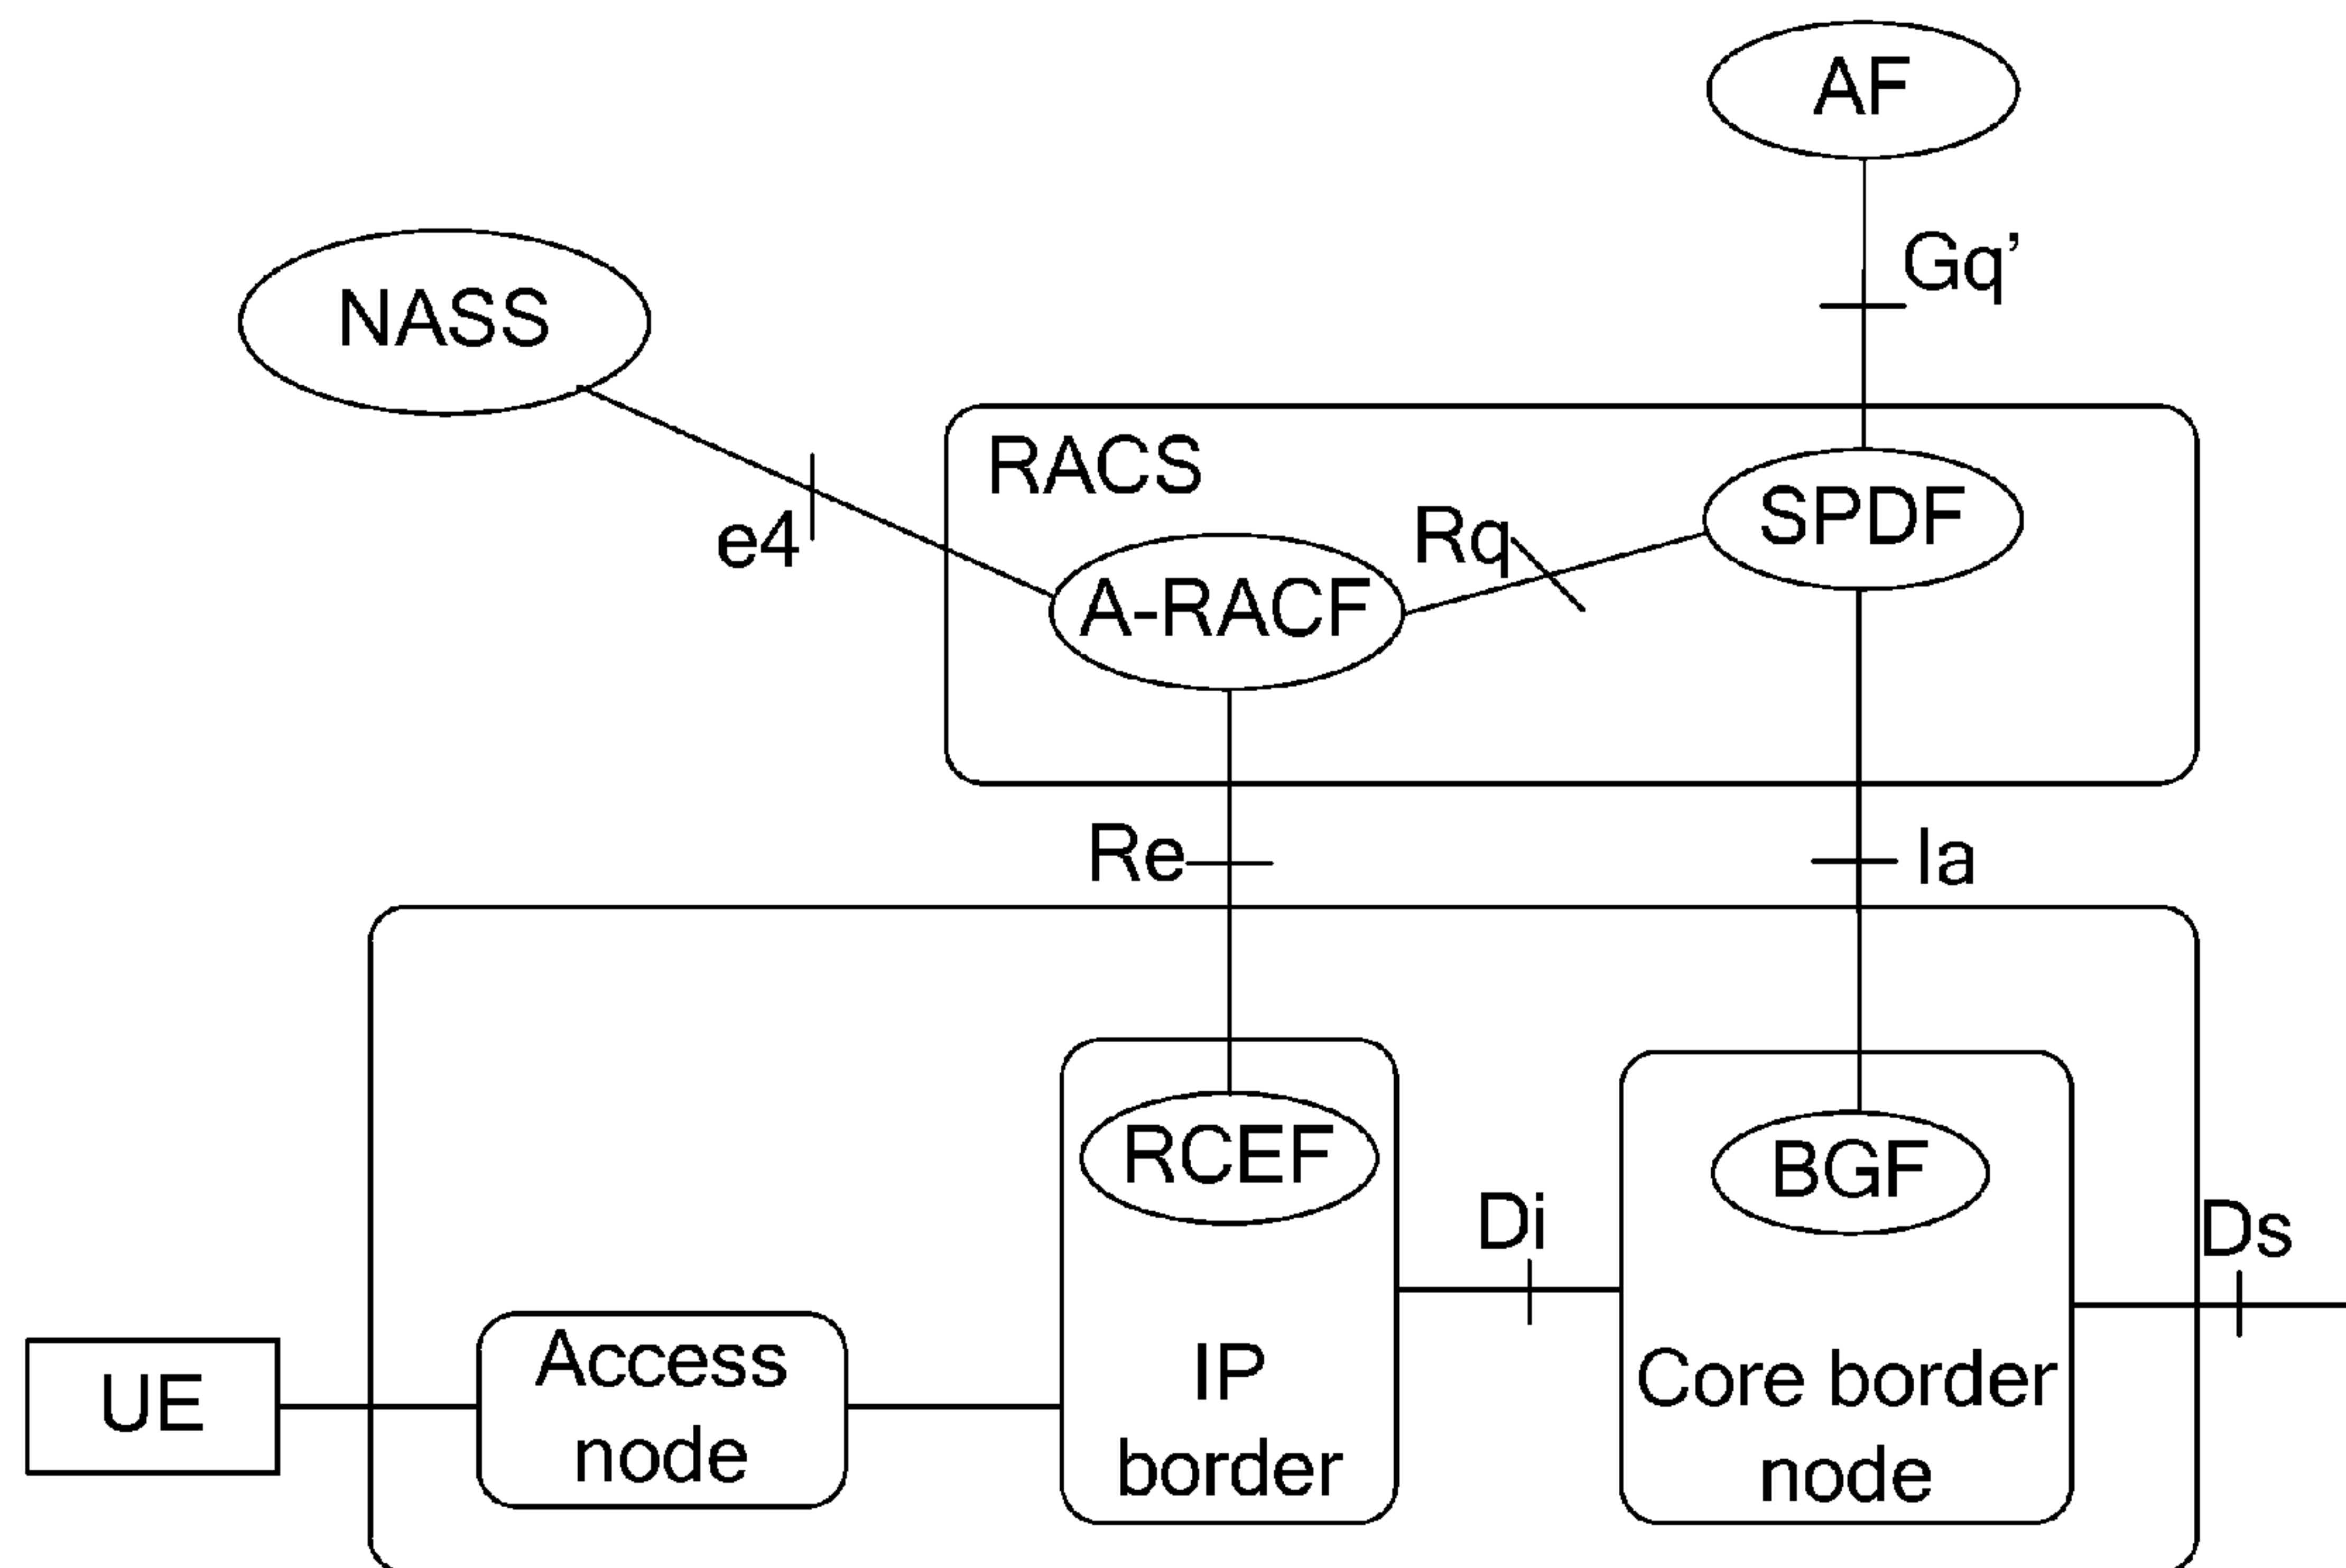 AF
Gq’
NASS
RACS
SPDF
Rq
e4
A-RACF
Re
Ia
RCEF
BGF
Di
Ds
UE
Access
node
IP
border
Core border
node